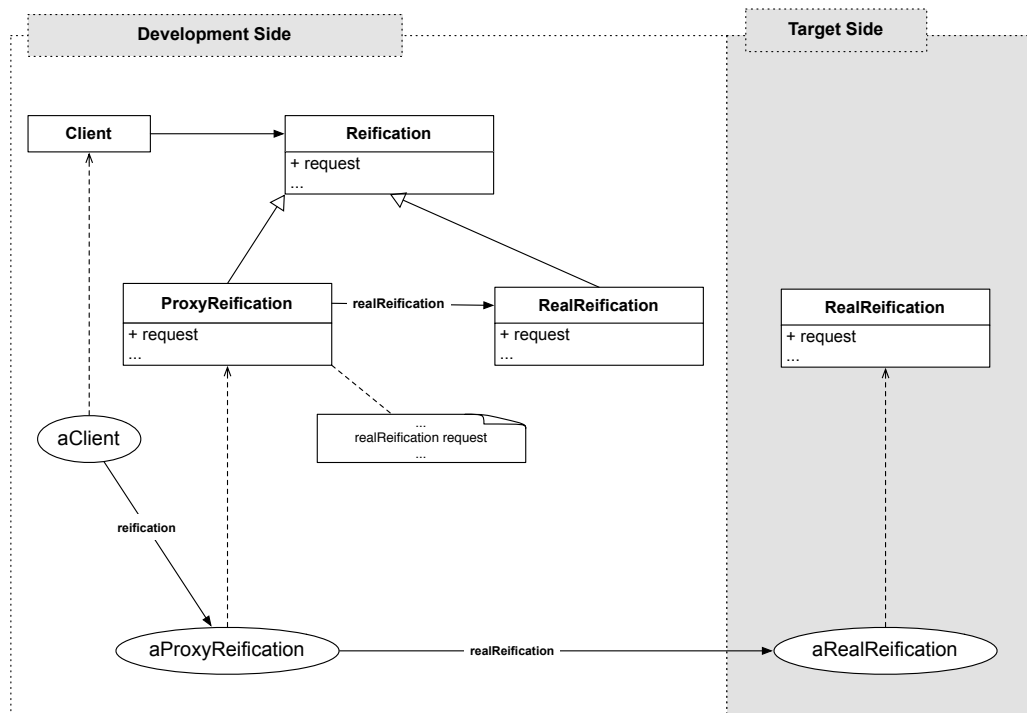 Development Side
Target Side
Client
Reification
+ request
...
ProxyReification
+ request
...
realReification
RealReification
+ request
...
RealReification
+ request
...
...
realReification request
...
aClient
reification
aProxyReification
realReification
aRealReification